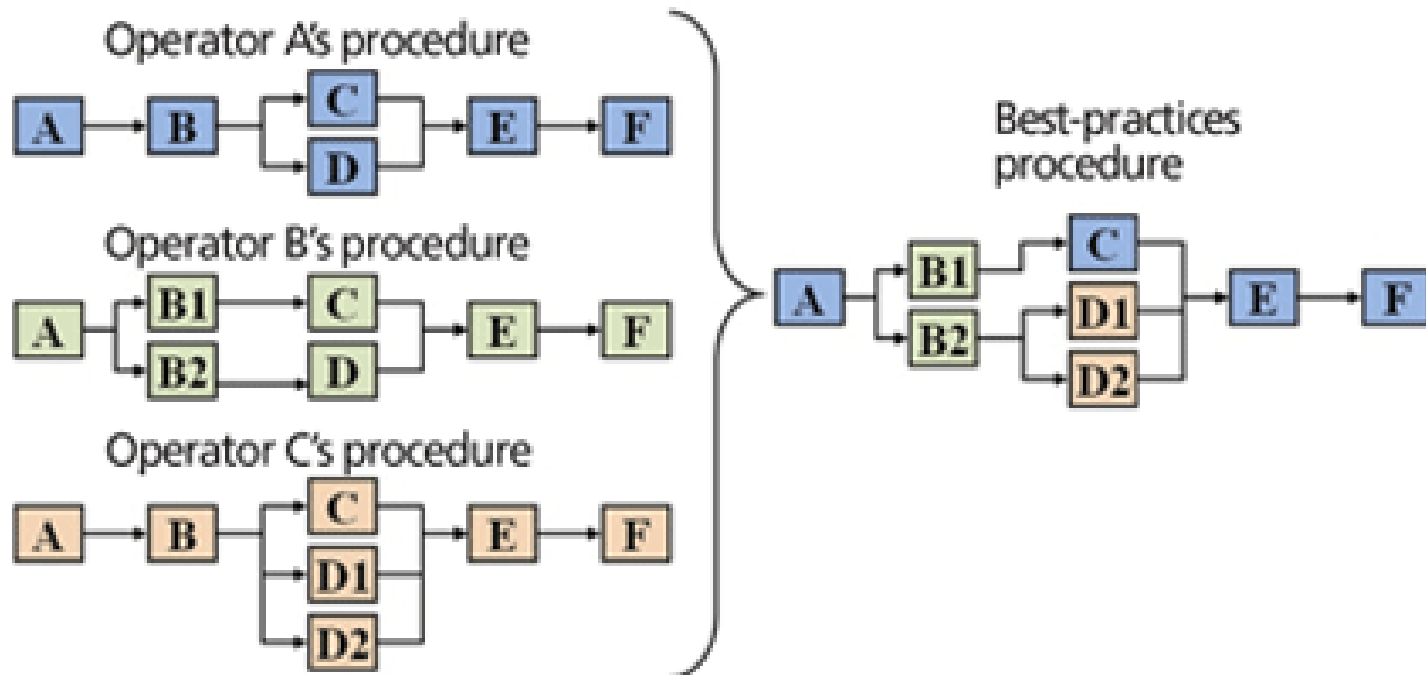 Operator A's procedure
A B C D E F
Operator B's procedure
A B1 B2 C D E F
Operator C's procedure
A B C D1 D2 E F
Best-practices
procedure
A B1 B2 C D1 D2 E F